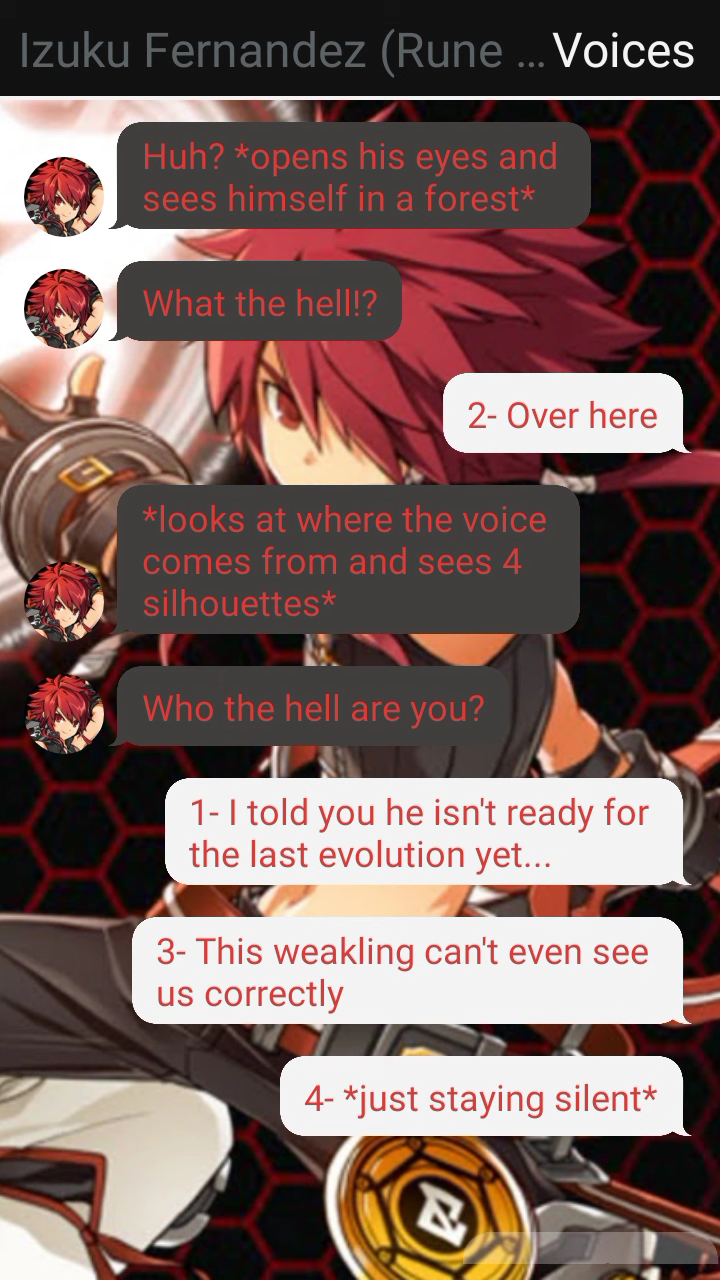 Izuku Fernandez (Rune ... Voices
Huh? *opens his eyes and
sees himself in a forest*
What the hell!?
2- Over here
*looks at where the voice
comes from and sees 4
silhouettes*
Who the hell are you?
1- I told you he isn't ready for
the last evolution yet...
3- This weakling can't even see
us correctly
4- *just staying silent*